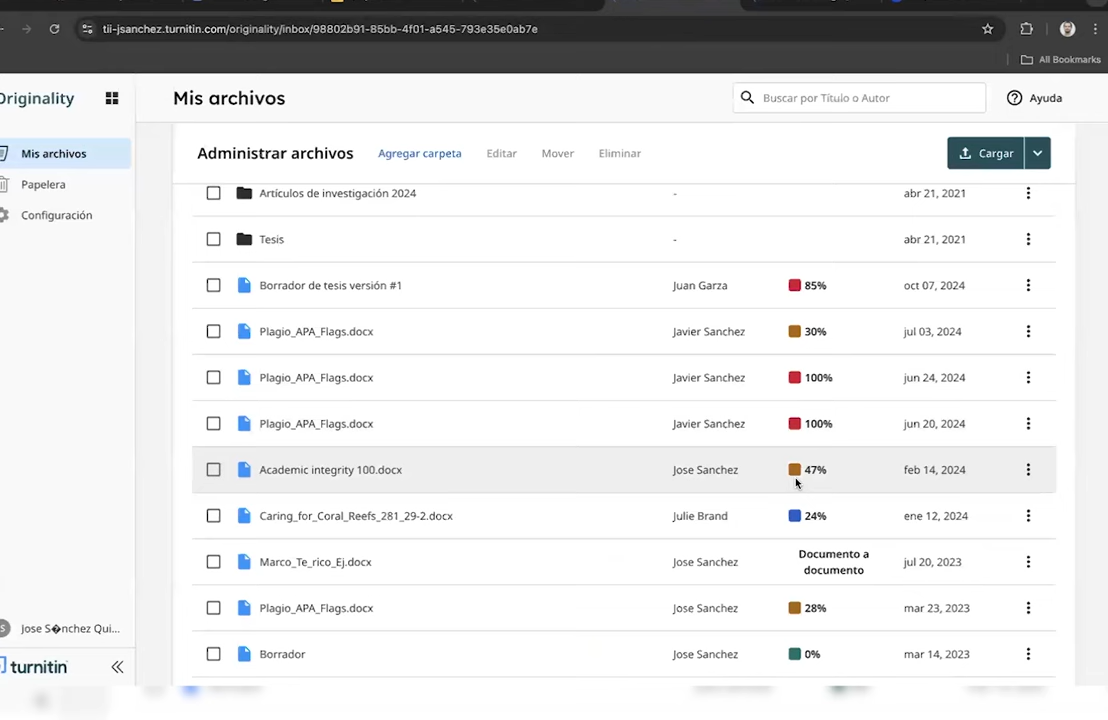 tii-jsanchez.turnitin.com/originality/inbox/98802b91-85bb-4f01-a545-793e35e0ab7e
All Bookmarks
Originality
Mis archivos
Buscar por Título o Autor
Ayuda
Mis archivos
Papelera
Configuración
Administrar archivos Agregar carpeta Editar Mover Eliminar Cargar
Artículos de investigación 2024 - abr 21, 2021
Tesis - abr 21, 2021
Borrador de tesis versión #1 Juan Garza 85% oct 07, 2024
Plagio_APA_Flags.docx Javier Sanchez 30% jul 03, 2024
Plagio_APA_Flags.docx Javier Sanchez 100% jun 24, 2024
Plagio_APA_Flags.docx Javier Sanchez 100% jun 20, 2024
Academic integrity 100.docx Jose Sanchez 47% feb 14, 2024
Caring_for_Coral_Reefs_281_29-2.docx Julie Brand 24% ene 12, 2024
Marco_Te_rico_Ej.docx Jose Sanchez Documento a documento jul 20, 2023
Plagio_APA_Flags.docx Jose Sanchez 28% mar 23, 2023
Borrador Jose Sanchez 0% mar 14, 2023
S Jose S�nchez Qui...
turnitin